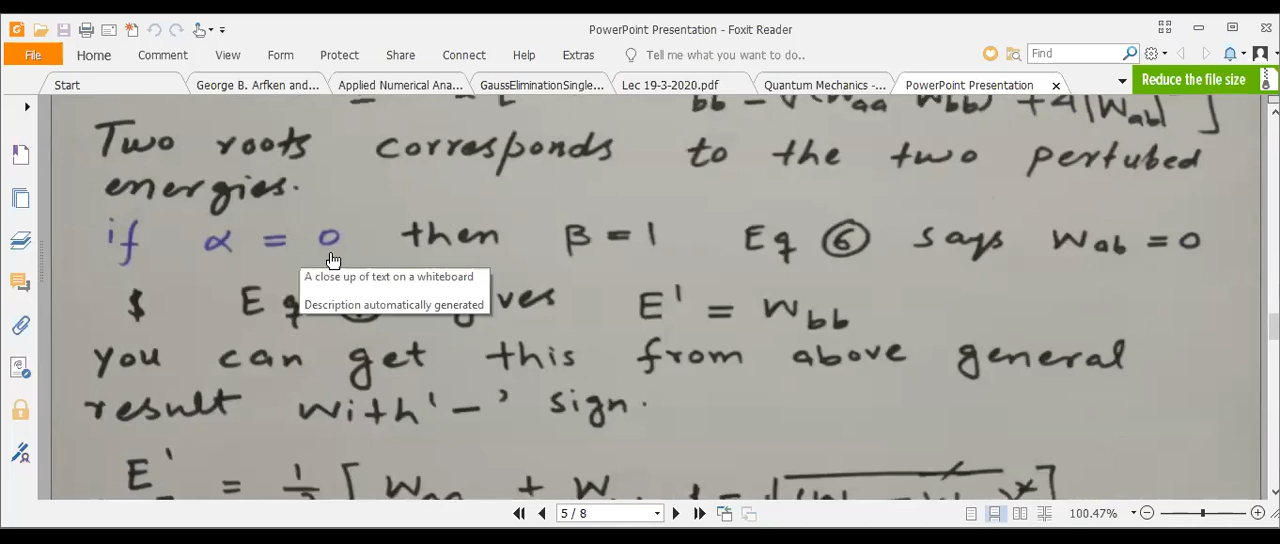 PowerPoint Presentation - Foxit Reader
File Home Comment View Form Protect Share Connect Help Extras Tell me what you want to do.. Find
Start George B. Arfken and... Applied Numerical Ana... GaussEliminationSingle... Lec 19-3-2020.pdf Quantum Mechanics -... PowerPoint Presentation Reduce the file size
Two roots corresponds to the two pertubed
energies.
if α = 0 then β = 1 Eq ⑥ says Wab = 0
A close up of text on a whiteboard
Description automatically generated
$ Eq E' = Wbb
you can get this from above general
result with '-' sign.
E' = 1/2 [ W + W
5 / 8 100.47%